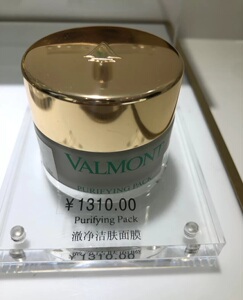 VALMONT
PURIFYING PACK
¥1310.00
Purifying Pack
澈净洁肤面膜
¥1310.00